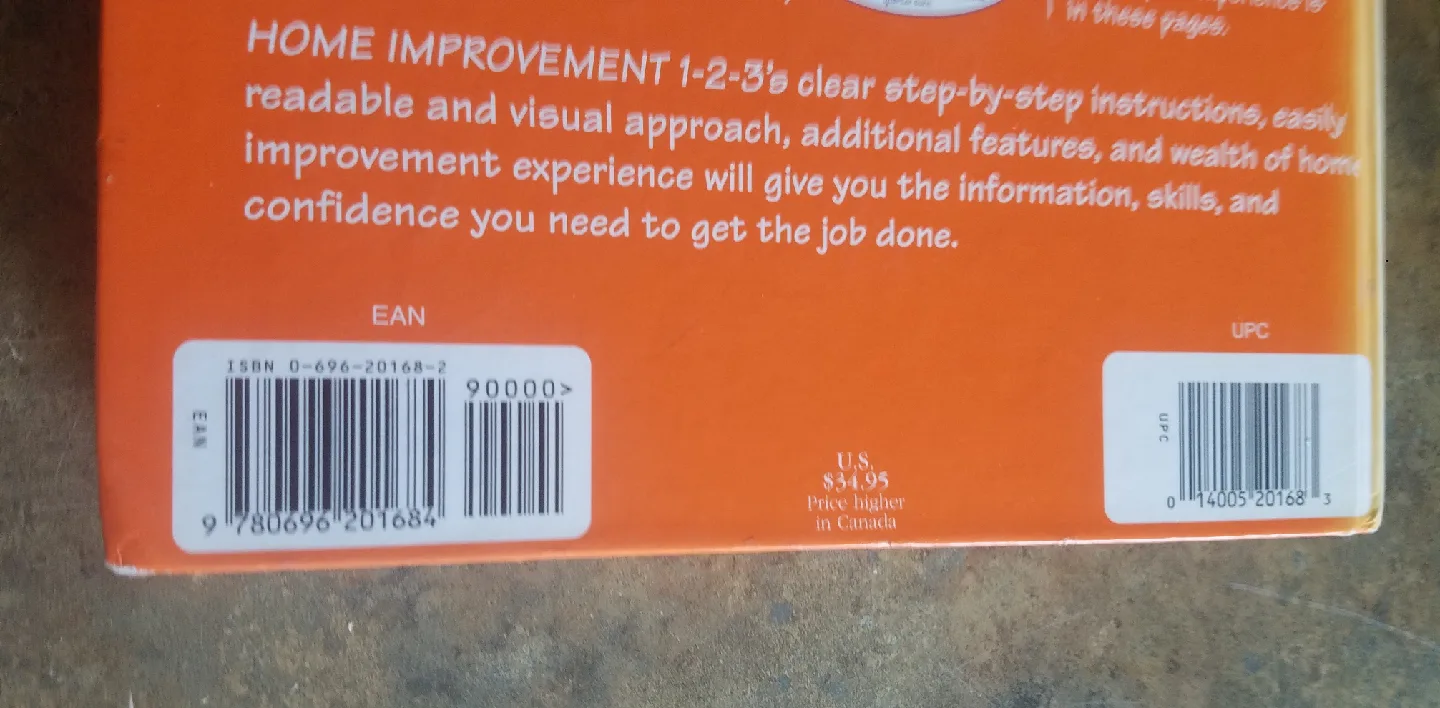 in these pages.
HOME IMPROVEMENT 1-2-3's clear step-by-step instructions, easily
readable and visual approach, additional features, and wealth of home
improvement experience will give you the information, skills, and
confidence you need to get the job done.
EAN
UPC
ISBN 0-696-20168-2
90000>
EAN
9 780696 201684
U.S.
$34.95
Price higher
in Canada
UPC
0 14005 20168 3